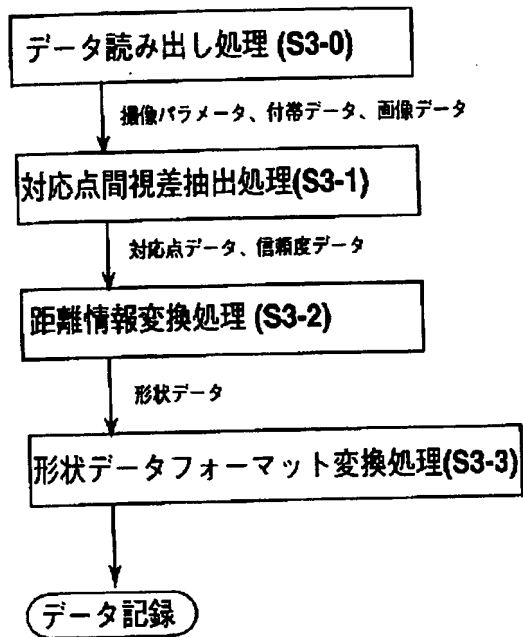 データ読み出し処理 (S3-0)
撮像パラメータ、付帯データ、画像データ
対応点間視差抽出処理(S3-1)
対応点データ、信頼度データ
距離情報変換処理 (S3-2)
形状データ
形状データフォーマット変換処理(S3-3)
データ記録